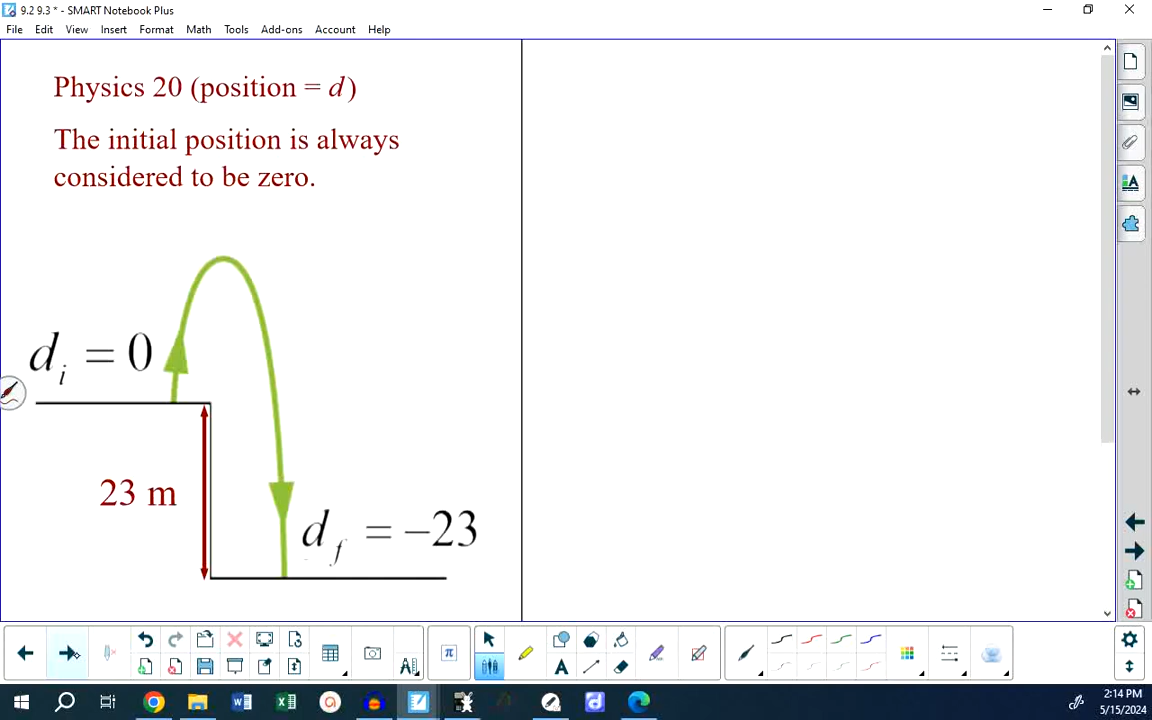 9.2 9.3 * - SMART Notebook Plus
File Edit View Insert Format Math Tools Add-ons Account Help
Physics 20 (position = d)
The initial position is always
considered to be zero.
d_i = 0
23 m
d_f = −23
π
A
A
2:14 PM
5/15/2024